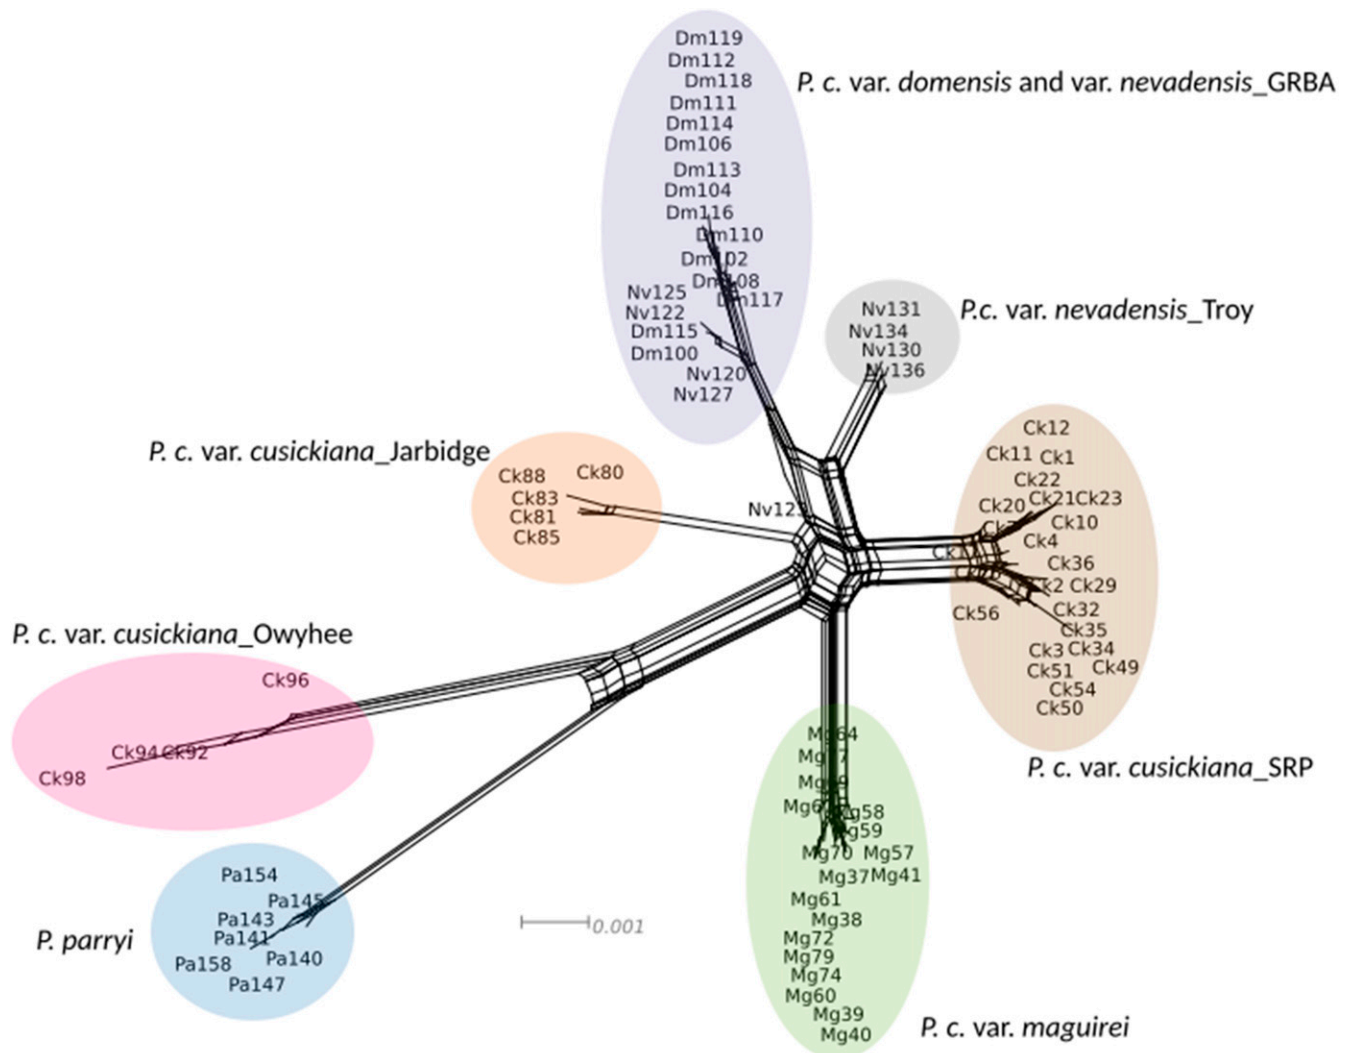 Dm119
Dm112
Dm118
P. c. var. domensis and var. nevadensis_GRBA
Dm111
Dm114
Dm106
Dm113
Dm104
Dm116
Dm110
Dm102
Dm108
Nv125
Dm117
Nv122
Dm115
Dm100
Nv120
Nv127
Nv131
P.c. var. nevadensis_Troy
Nv134
Nv130
Nv136
P. c. var. cusickiana_Jarbidge
Ck88
Ck80
Ck83
Ck81
Ck85
Ck12
Ck11
Ck1
Ck22
Ck20
Ck21
Ck23
Ck10
Ck4
Ck36
Ck29
Ck56
Ck32
Ck35
Ck3
Ck34
Ck51
Ck49
Ck54
Ck50
P. c. var. cusickiana_SRP
P. c. var. cusickiana_Owyhee
Ck96
Ck94
Ck92
Ck98
Mg64
Mg58
Mg59
Mg70
Mg57
Mg37
Mg41
Mg61
Mg38
Mg72
Mg79
Mg74
Mg60
Mg39
Mg40
P. c. var. maguirei
Pa154
Pa145
Pa143
Pa141
Pa158
Pa140
Pa147
P. parryi
0.001